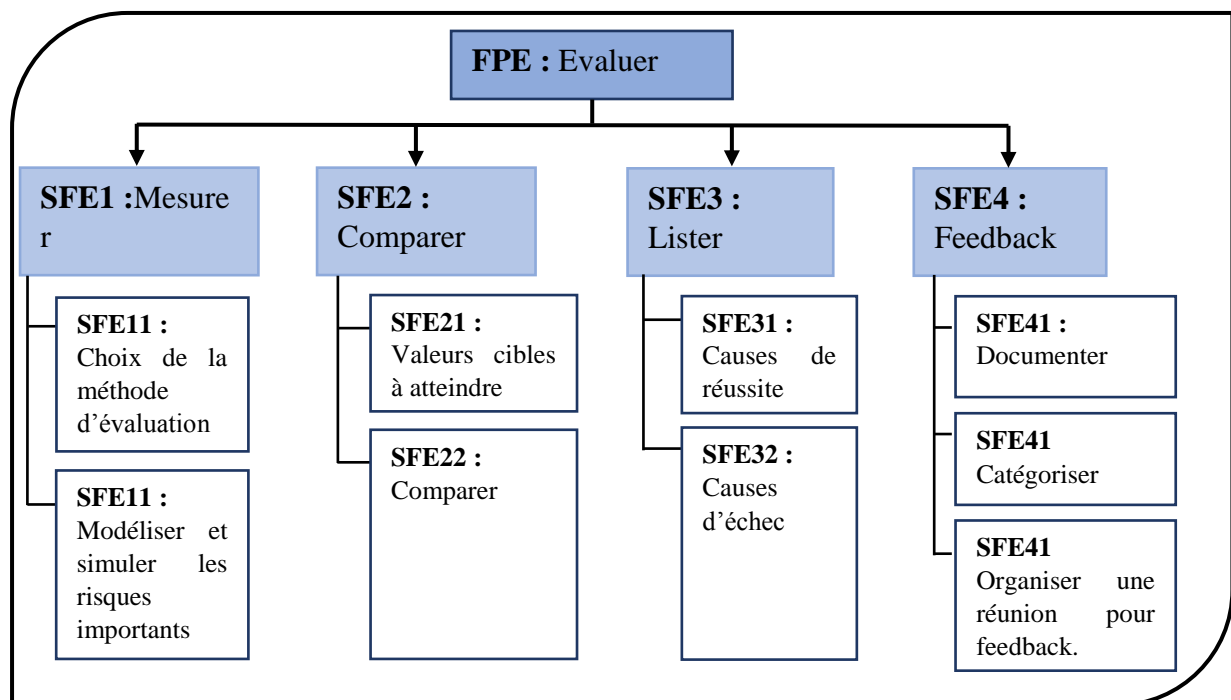 FPE : Evaluer
SFE1 :Mesure
r
SFE2 :
Comparer
SFE3 :
Lister
SFE4 :
Feedback
SFE11 :
Choix de la
méthode
d’évaluation
SFE11 :
Modéliser et
simuler les
risques
importants
SFE21 :
Valeurs cibles
à atteindre
SFE22 :
Comparer
SFE31 :
Causes de
réussite
SFE32 :
Causes
d’échec
SFE41 :
Documenter
SFE41
Catégoriser
SFE41
Organiser une
réunion pour
feedback.